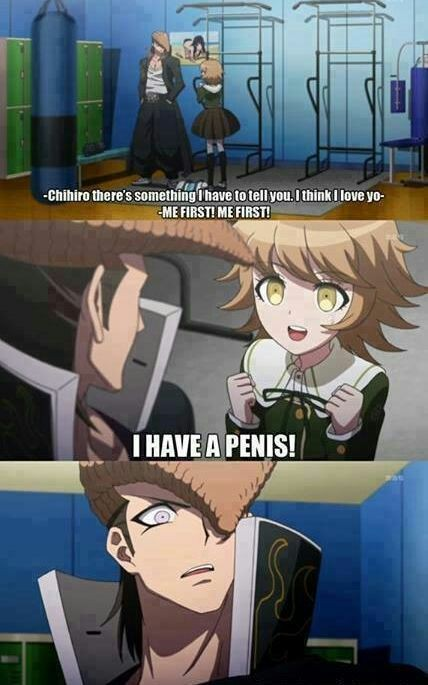 -Chihiro there's something I have to tell you. I think I love yo-
-ME FIRST! ME FIRST!
I HAVE A PENIS!